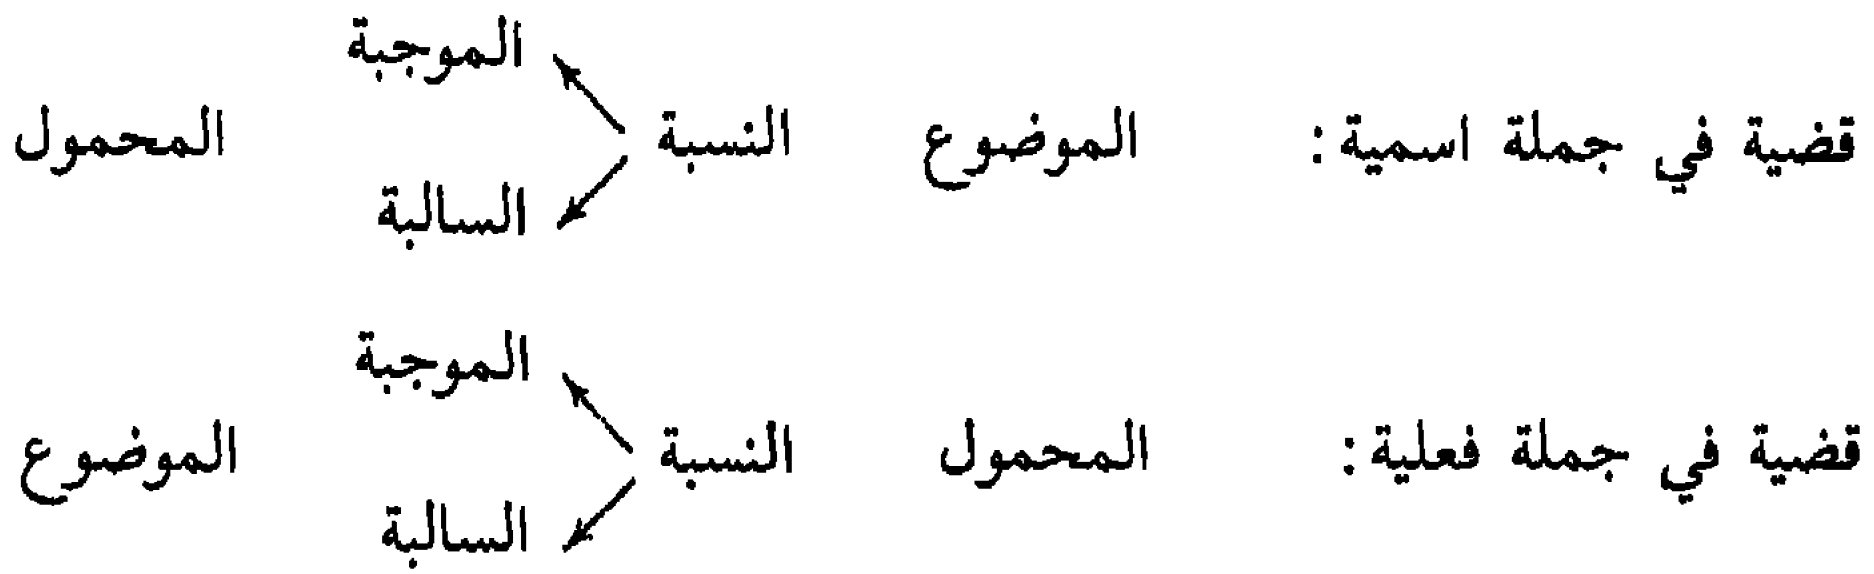 الموجبة
قضية في جملة اسمية: الموضوع النسبة المحمول
السالبة
الموجبة
قضية في جملة فعلية: المحمول النسبة الموضوع
السالبة